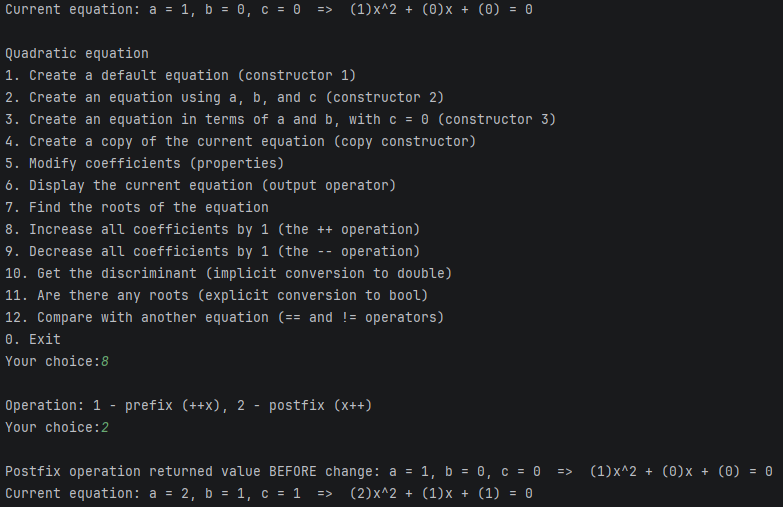 Current equation: a = 1, b = 0, c = 0  =>  (1)x^2 + (0)x + (0) = 0
Quadratic equation
1. Create a default equation (constructor 1)
2. Create an equation using a, b, and c (constructor 2)
3. Create an equation in terms of a and b, with c = 0 (constructor 3)
4. Create a copy of the current equation (copy constructor)
5. Modify coefficients (properties)
6. Display the current equation (output operator)
7. Find the roots of the equation
8. Increase all coefficients by 1 (the ++ operation)
9. Decrease all coefficients by 1 (the -- operation)
10. Get the discriminant (implicit conversion to double)
11. Are there any roots (explicit conversion to bool)
12. Compare with another equation (== and != operators)
0. Exit
Your choice:8
Operation: 1 - prefix (++x), 2 - postfix (x++)
Your choice:2
Postfix operation returned value BEFORE change: a = 1, b = 0, c = 0  =>  (1)x^2 + (0)x + (0) = 0
Current equation: a = 2, b = 1, c = 1  =>  (2)x^2 + (1)x + (1) = 0